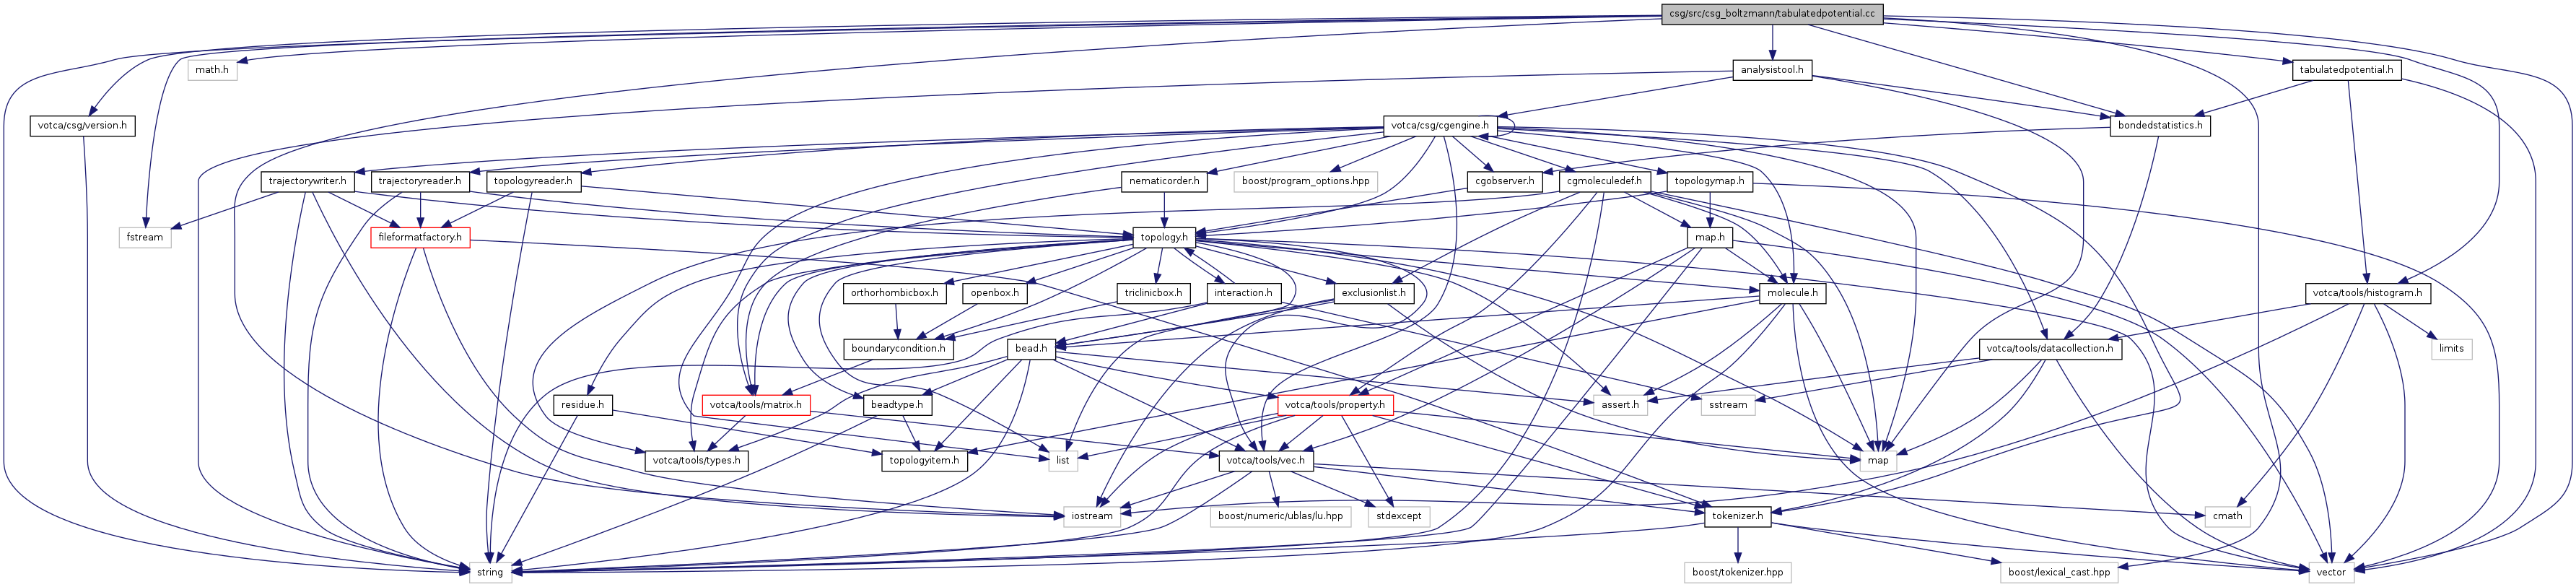 csg/src/csg_boltzmann/tabulatedpotential.cc
math.h
analysistool.h
tabulatedpotential.h
votca/csg/version.h
votca/csg/cgengine.h
bondedstatistics.h
trajectorywriter.h
trajectoryreader.h
topologyreader.h
nematicorder.h
boost/program_options.hpp
cgobserver.h
cgmoleculedef.h
topologymap.h
fstream
fileformatfactory.h
topology.h
map.h
orthorhombicbox.h
openbox.h
triclinicbox.h
interaction.h
exclusionlist.h
molecule.h
votca/tools/histogram.h
boundarycondition.h
bead.h
votca/tools/datacollection.h
limits
residue.h
votca/tools/matrix.h
beadtype.h
votca/tools/property.h
assert.h
sstream
votca/tools/types.h
topologyitem.h
list
votca/tools/vec.h
map
iostream
boost/numeric/ublas/lu.hpp
stdexcept
tokenizer.h
cmath
string
boost/tokenizer.hpp
boost/lexical_cast.hpp
vector